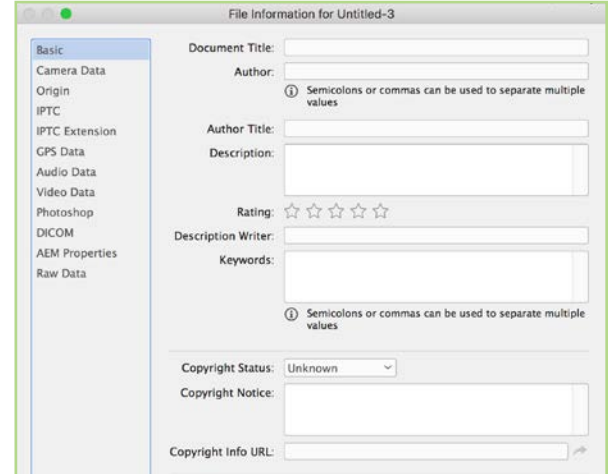 File Information for Untitled-3
Basic
Camera Data
Origin
IPTC
IPTC Extension
GPS Data
Audio Data
Video Data
Photoshop
DICOM
AEM Properties
Raw Data
Document Title:
Author:
Semicolons or commas can be used to separate multiple
values
Author Title:
Description:
Rating:
Description Writer:
Keywords:
Semicolons or commas can be used to separate multiple
values
Copyright Status: Unknown
Copyright Notice:
Copyright Info URL: